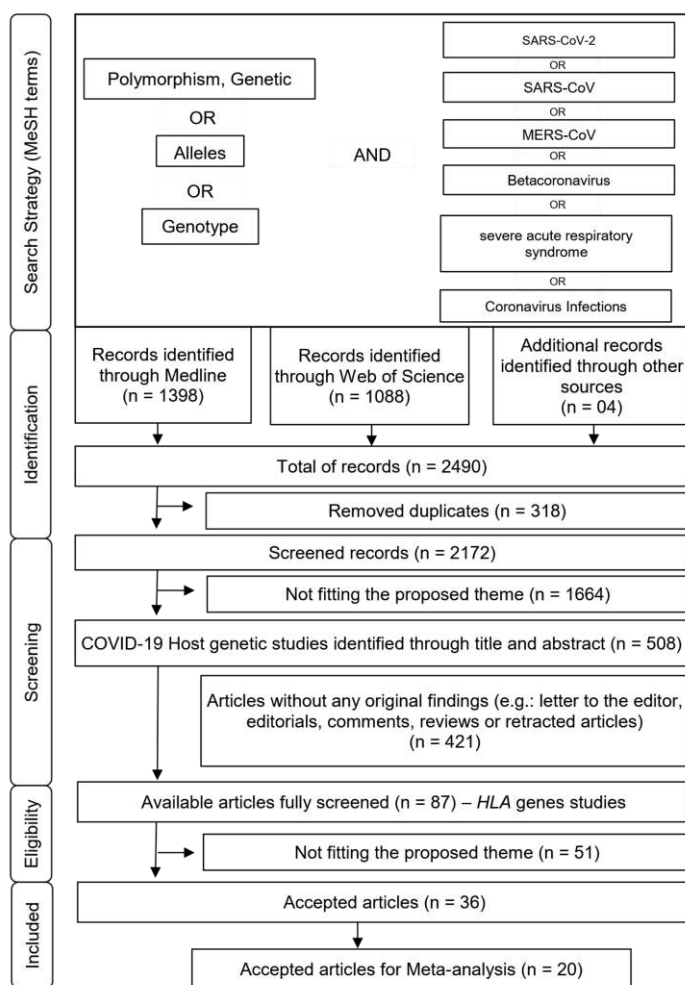 Search Strategy (MeSH terms)
Polymorphism, Genetic
OR
Alleles
OR
Genotype
AND
SARS-CoV-2
OR
SARS-CoV
OR
MERS-CoV
OR
Betacoronavirus
OR
severe acute respiratory
syndrome
OR
Coronavirus Infections
Identification
Records identified
through Medline
(n = 1398)
Records identified
through Web of Science
(n = 1088)
Additional records
identified through other
sources
(n = 04)
Total of records (n = 2490)
Removed duplicates (n = 318)
Screening
Screened records (n = 2172)
Not fitting the proposed theme (n = 1664)
COVID-19 Host genetic studies identified through title and abstract (n = 508)
Articles without any original findings (e.g.: letter to the editor,
editorials, comments, reviews or retracted articles)
(n = 421)
Eligibility
Available articles fully screened (n = 87) – HLA genes studies
Not fitting the proposed theme (n = 51)
Included
Accepted articles (n = 36)
Accepted articles for Meta-analysis (n = 20)